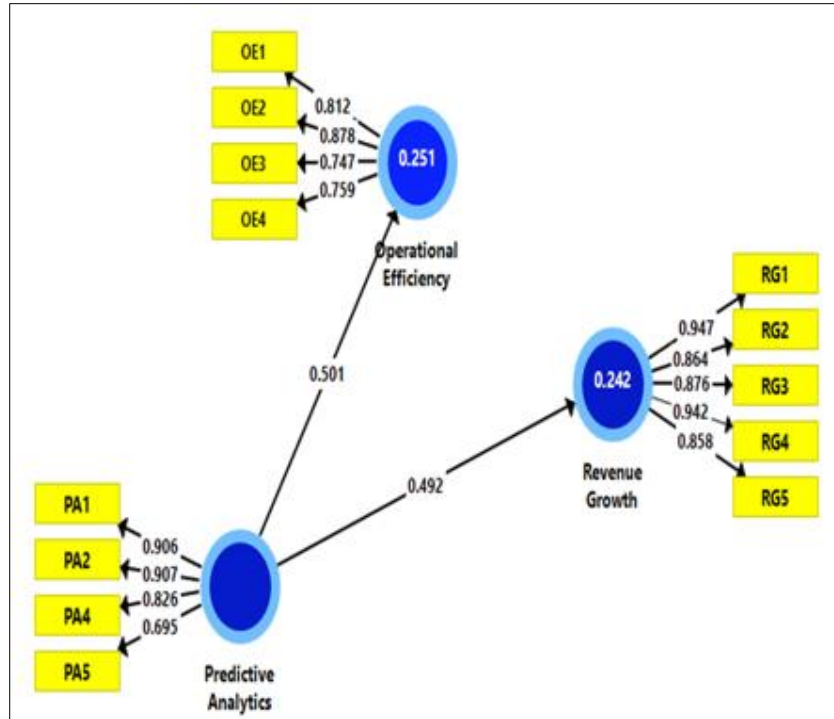 OE1
OE2
OE3
OE4
0.812
0.878
0.747
0.759
0.251
Operational
Efficiency
RG1
RG2
RG3
RG4
RG5
0.947
0.864
0.876
0.942
0.858
0.242
Revenue
Growth
0.501
0.492
PA1
PA2
PA4
PA5
0.906
0.907
0.826
0.695
Predictive
Analytics